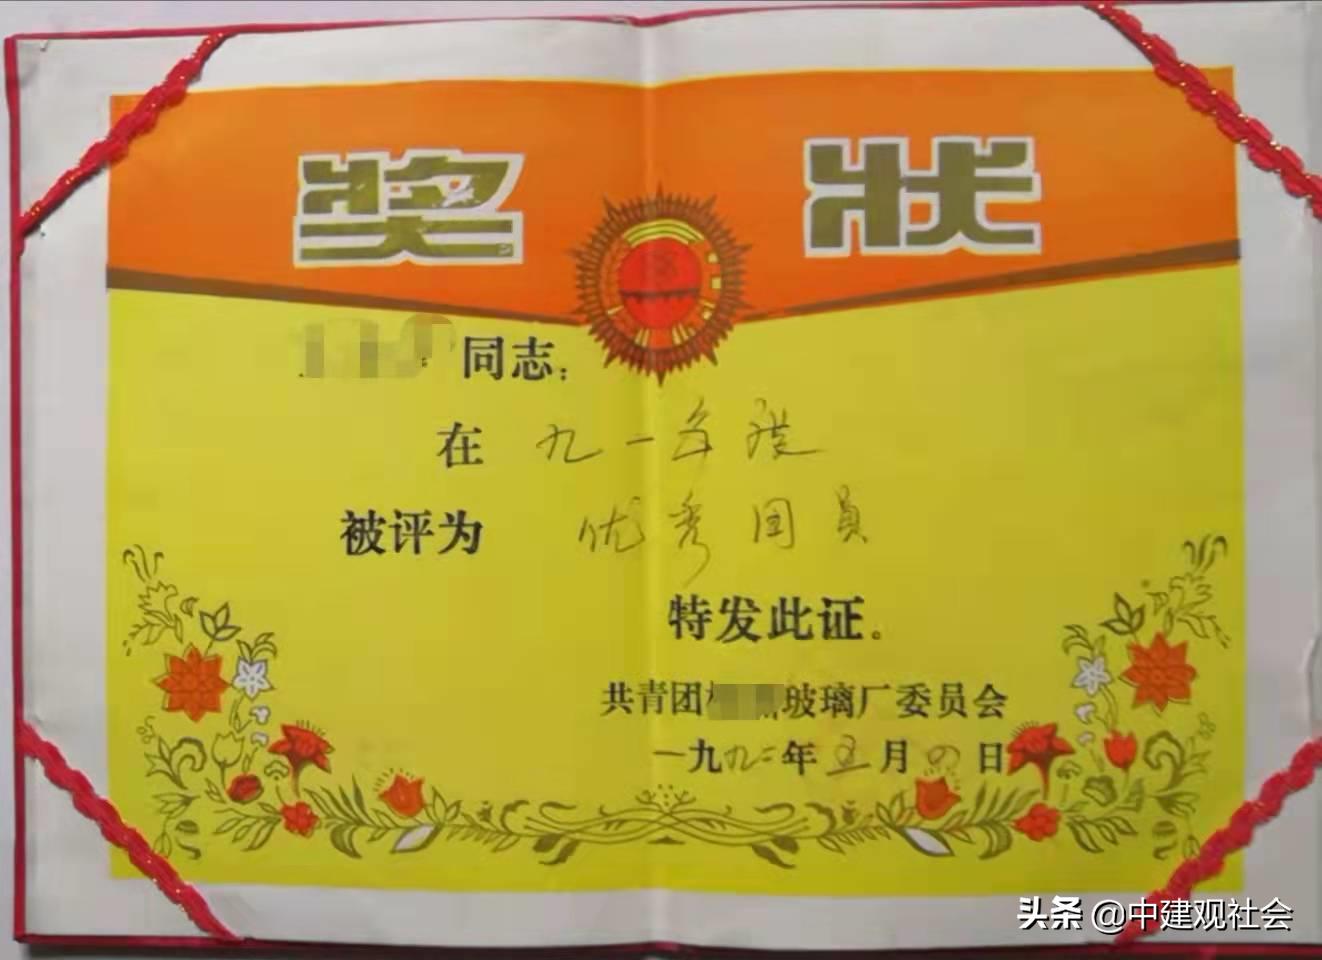 奖状
同志：
在 九一年度
被评为 优秀团员
特发此证。
共青团 玻璃厂委员会
一九九二年五月四日
头条 @中建观社会